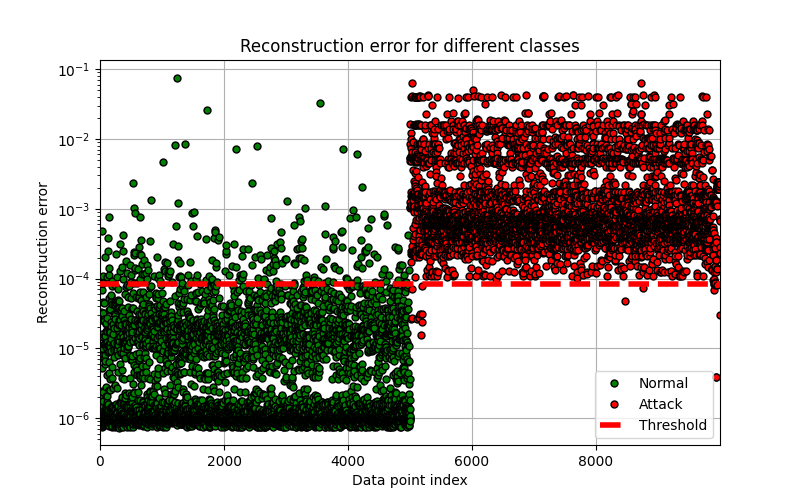 Reconstruction error for different classes
Reconstruction error
10⁻¹
10⁻²
10⁻³
10⁻⁴
10⁻⁵
10⁻⁶
0 2000 4000 6000 8000
Data point index
Normal
Attack
Threshold